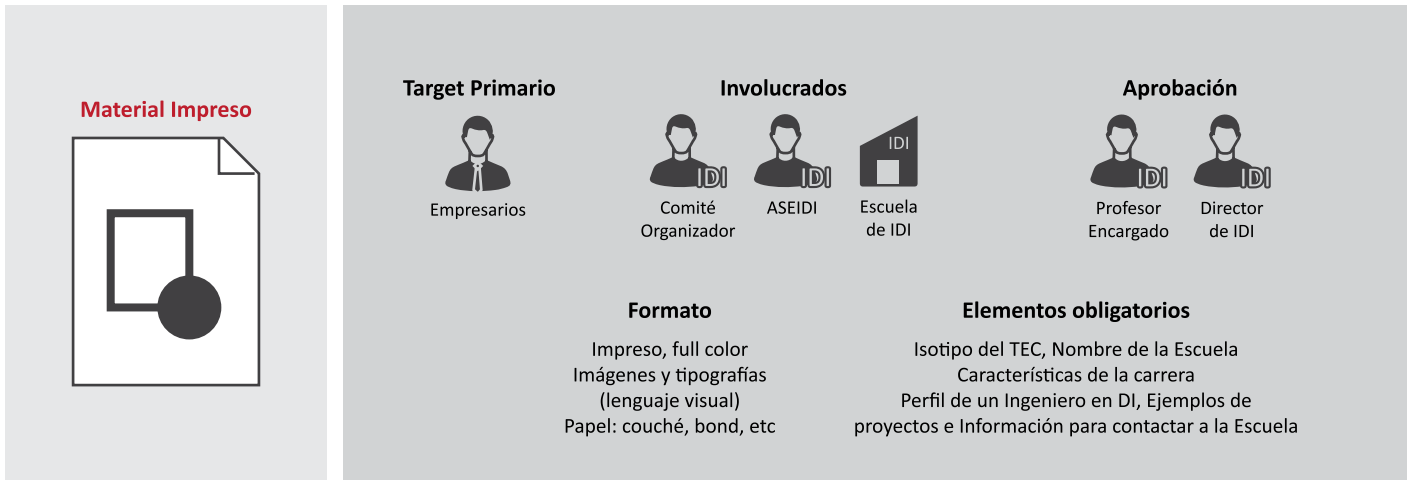 Material Impreso
Target Primario
Empresarios
Involucrados
IDI
Comité
Organizador
IDI
ASEIDI
IDI
Escuela
de IDI
Aprobación
IDI
Profesor
Encargado
IDI
Director
de IDI
Formato
Impreso, full color
Imágenes y tipografías
(lenguaje visual)
Papel: couché, bond, etc
Elementos obligatorios
Isotipo del TEC, Nombre de la Escuela
Características de la carrera
Perfil de un Ingeniero en DI, Ejemplos de
proyectos e Información para contactar a la Escuela